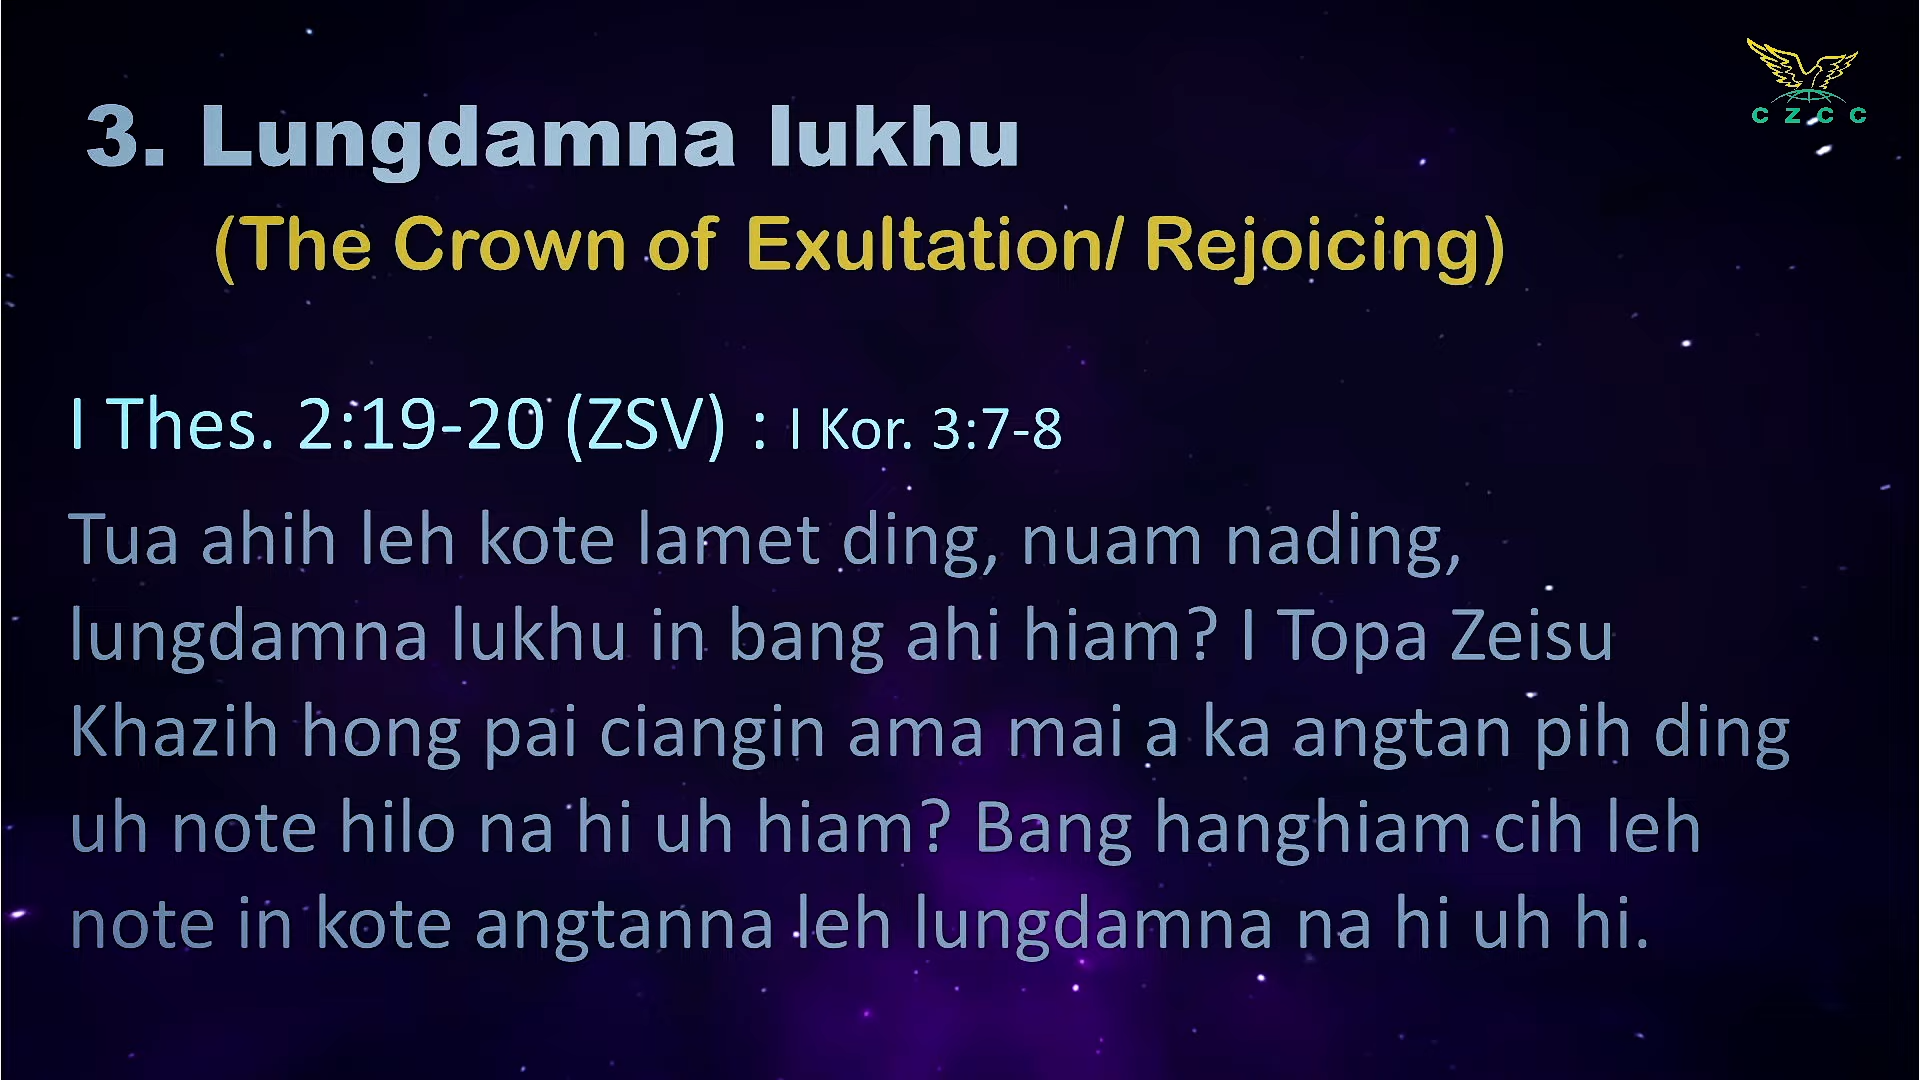 CZCC
3. Lungdamna lukhu
(The Crown of Exultation/ Rejoicing)
I Thes. 2:19-20 (ZSV) : I Kor. 3:7-8
Tua ahih leh kote lamet ding, nuam nading,
lungdamna lukhu in bang ahi hiam? I Topa Zeisu
Khazih hong pai ciangin ama mai a ka angtan pih ding
uh note hilo na hi uh hiam? Bang hanghiam cih leh
note in kote angtanna leh lungdamna na hi uh hi.